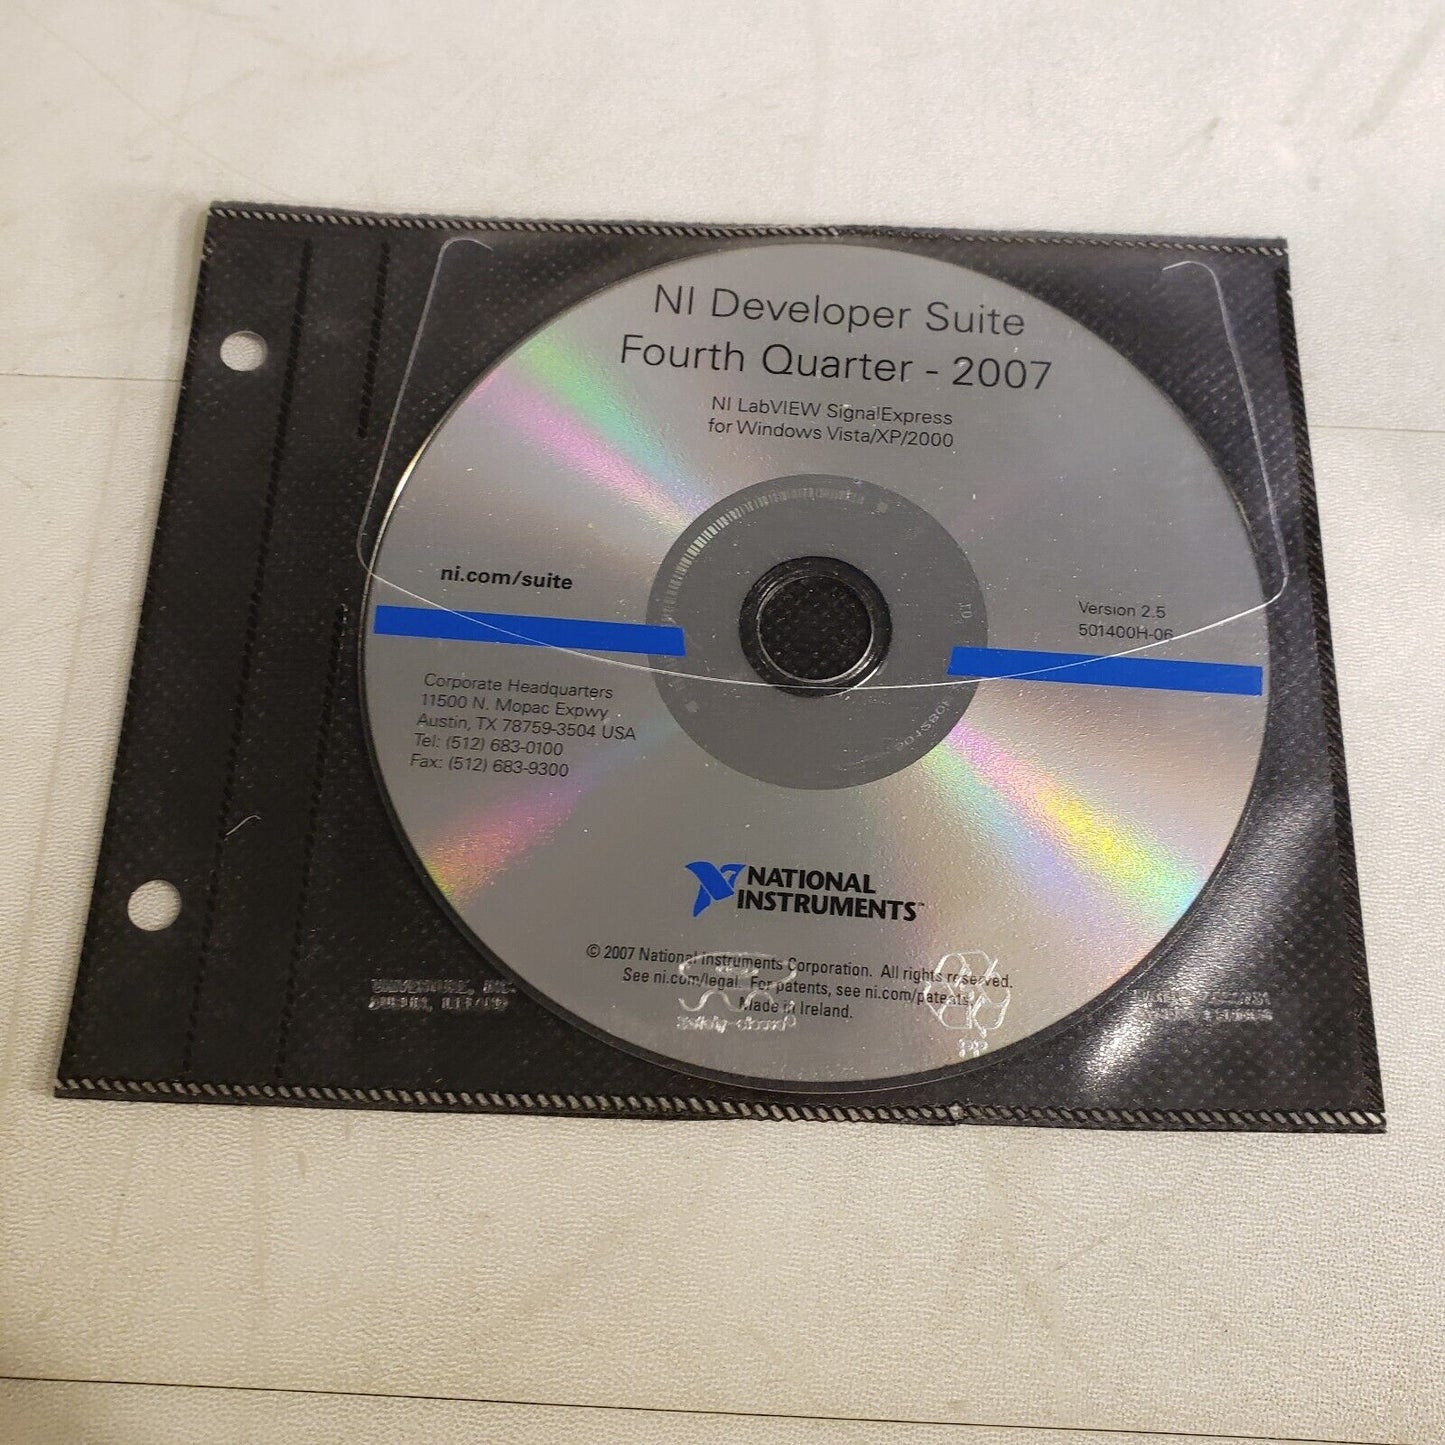 NI Developer Suite
Fourth Quarter - 2007
NI LabVIEW SignalExpress
for Windows Vista/XP/2000
ni.com/suite
Version 2.5
501400H-06
Corporate Headquarters
11500 N. Mopac Expwy
Austin, TX 78759-3504 USA
Tel: (512) 683-0100
Fax: (512) 683-9300
NATIONAL
INSTRUMENTS™
© 2007 National Instruments Corporation. All rights reserved.
See ni.com/legal. For patents, see ni.com/patents.
Made in Ireland.
PP